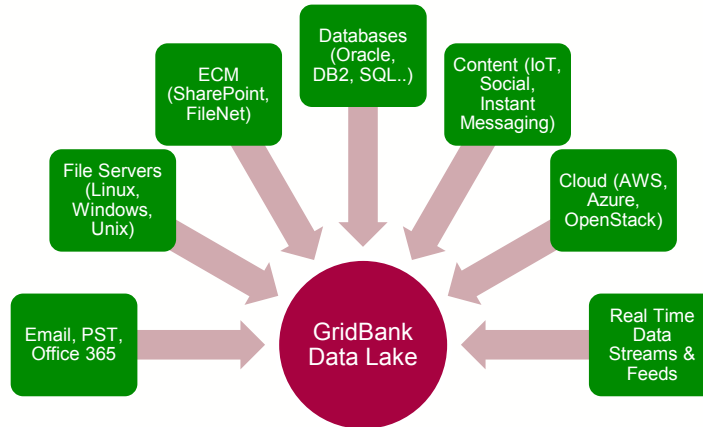 Databases
(Oracle,
DB2, SQL..)
ECM
(SharePoint,
FileNet)
Content (IoT,
Social,
Instant
Messaging)
File Servers
(Linux,
Windows,
Unix)
Cloud (AWS,
Azure,
OpenStack)
Email, PST,
Office 365
GridBank
Data Lake
Real Time
Data
Streams &
Feeds